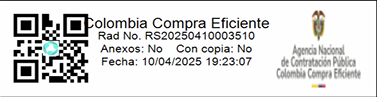 Colombia Compra Eficiente
Rad No. RS20250410003510
Anexos: No Con copia: No
Fecha: 10/04/2025 19:23:07
Agencia Nacional
de Contratación Pública
Colombia Compra Eficiente